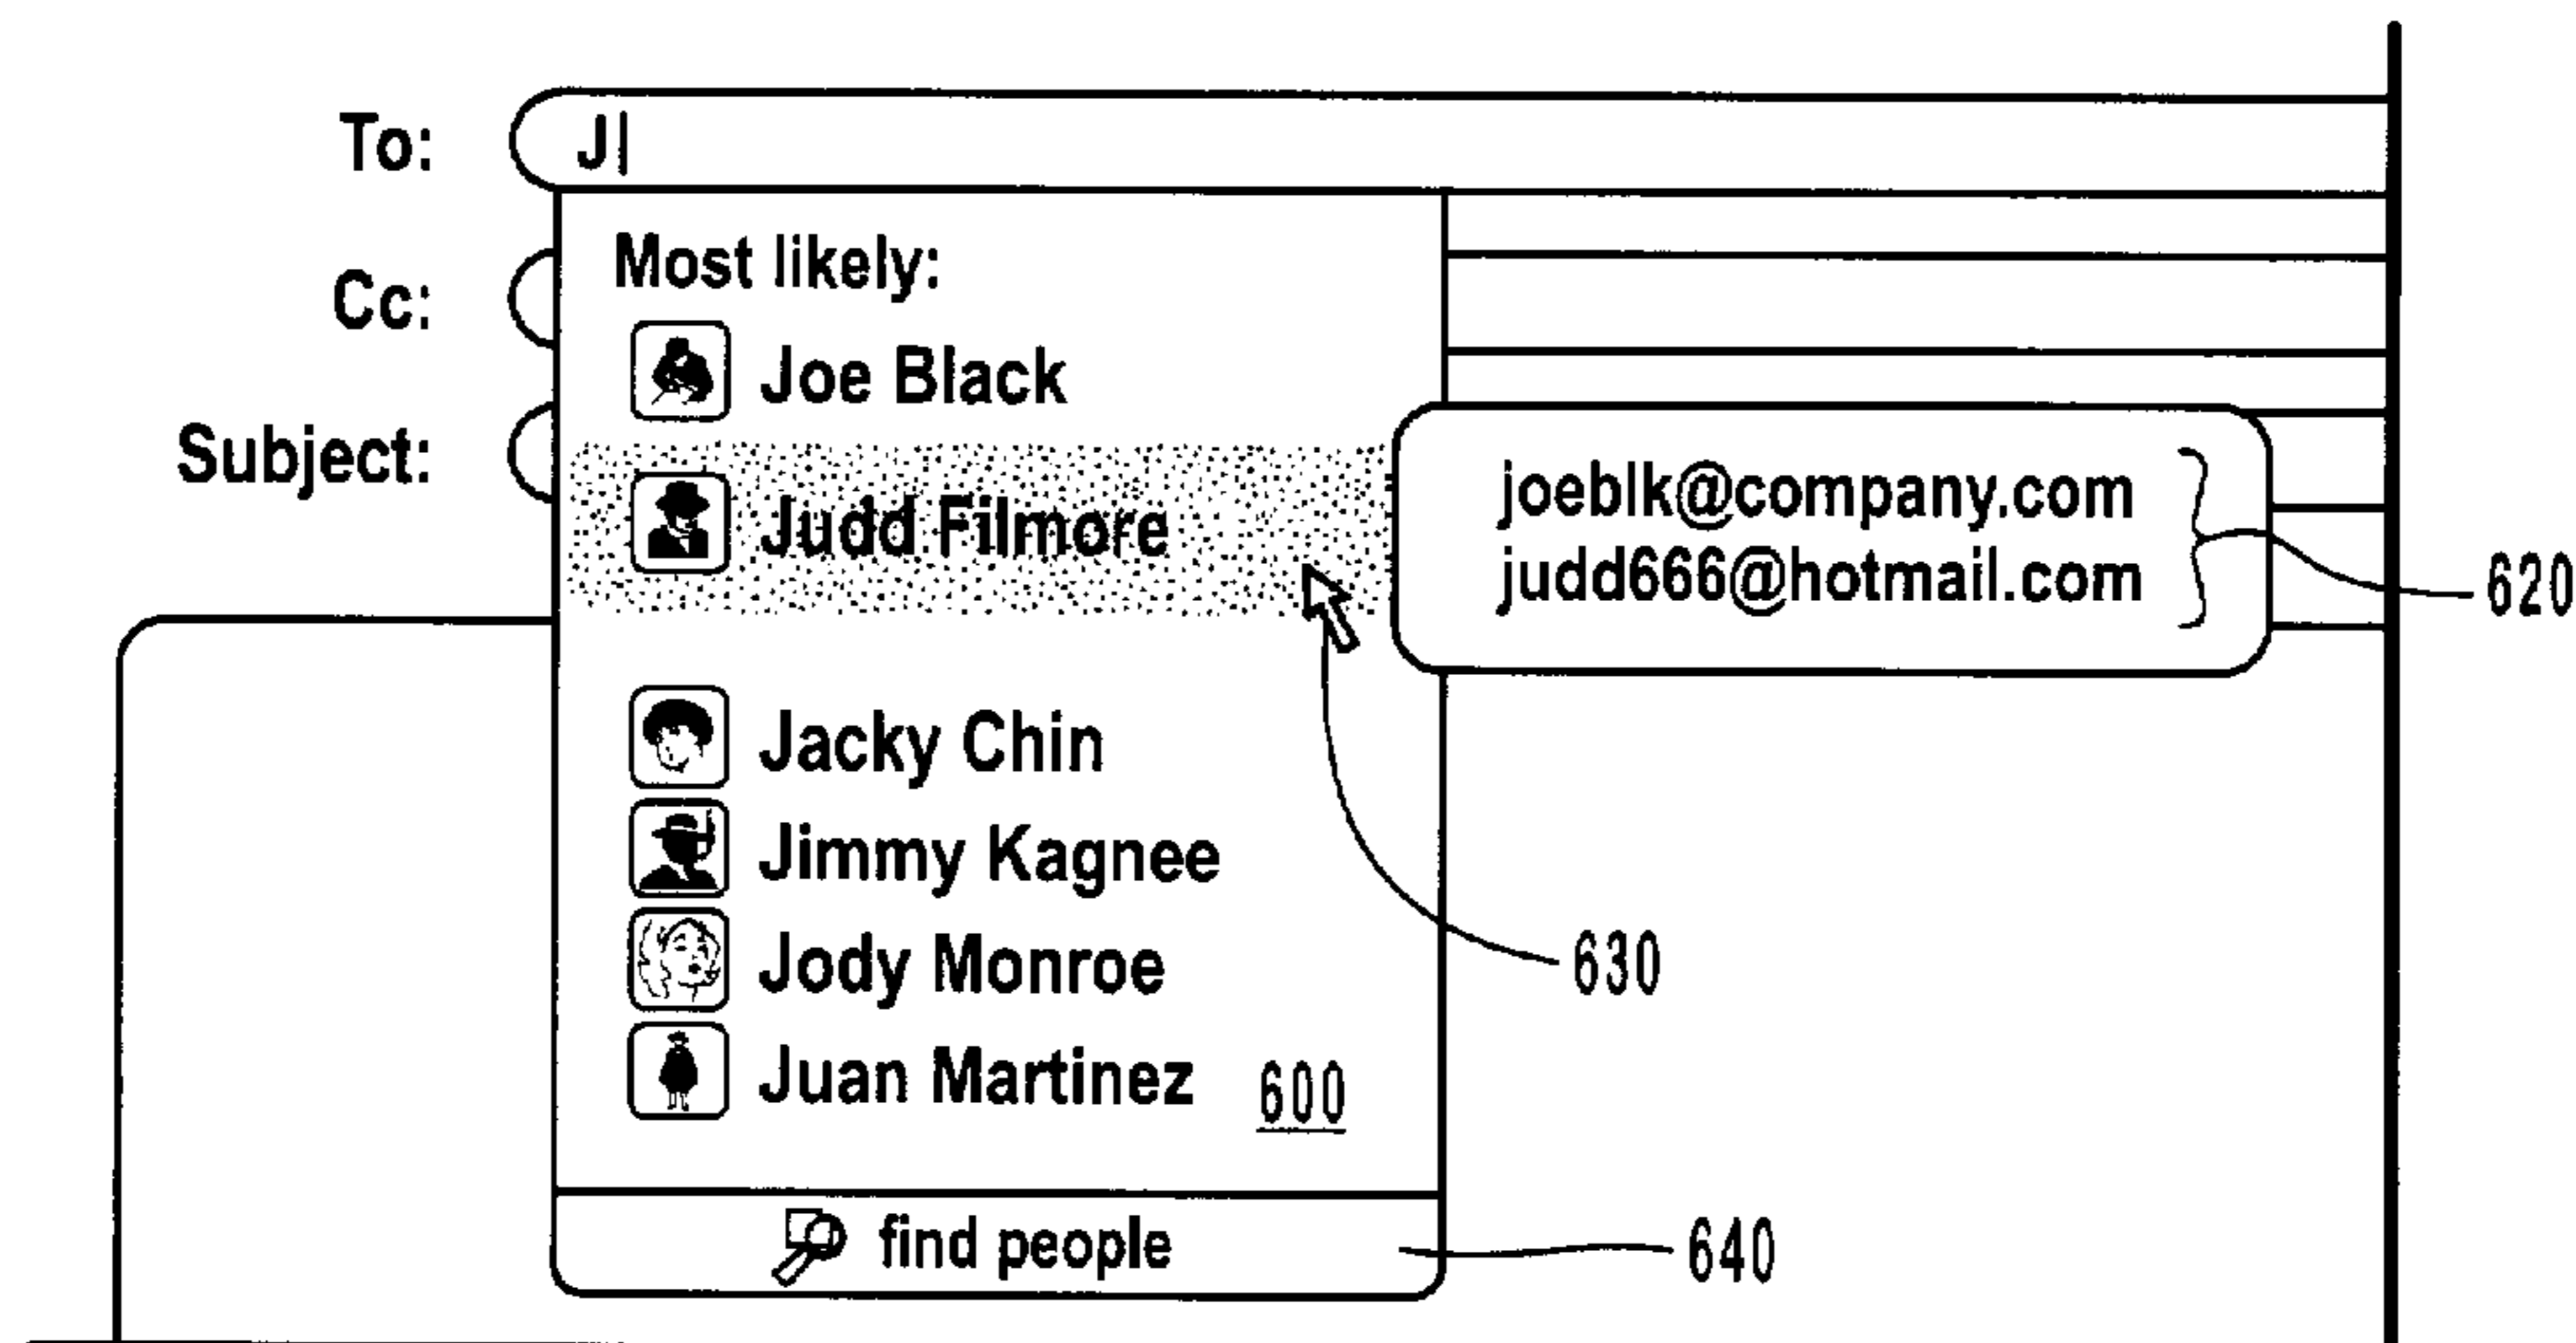 To: J
Most likely:
Cc:
Joe Black
Subject:
Judd Filmore
joeblk@company.com
judd666@hotmail.com
620
Jacky Chin
Jimmy Kagnee
Jody Monroe
630
Juan Martinez
600
find people
640